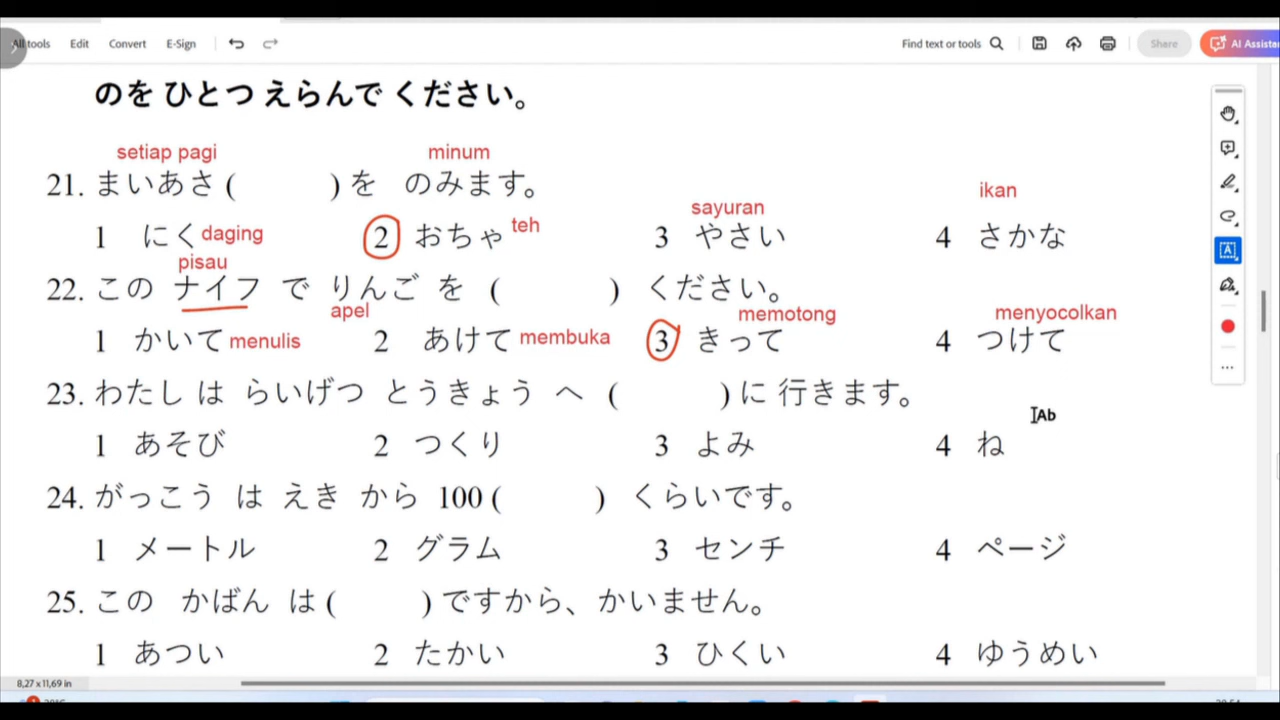 All tools Edit Convert E-Sign Find text or tools Share AI Assista
のを ひとつ えらんで ください。
setiap pagi minum
21. まいあさ ( ) を のみます。
ikan
sayuran
1 にく daging 2 おちゃ teh 3 やさい 4 さかな
pisau
22. この ナイフ で りんご を ( ) ください。
apel memotong menyocolkan
1 かいて menulis 2 あけて membuka 3 きって 4 つけて
23. わたし は らいげつ とうきょう へ ( ) に 行きます。
Ab
1 あそび 2 つくり 3 よみ 4 ね
24. がっこう は えき から 100 ( ) くらいです。
1 メートル 2 グラム 3 センチ 4 ページ
25. この かばん は ( ) ですから、かいません。
1 あつい 2 たかい 3 ひくい 4 ゆうめい
8,27 x 11,69 in